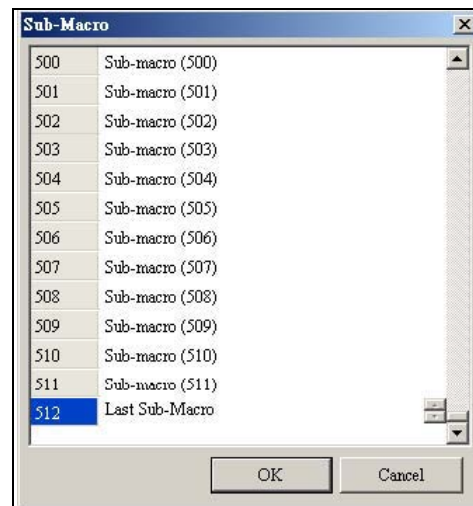 Sub-Macro
500 Sub-macro (500)
501 Sub-macro (501)
502 Sub-macro (502)
503 Sub-macro (503)
504 Sub-macro (504)
505 Sub-macro (505)
506 Sub-macro (506)
507 Sub-macro (507)
508 Sub-macro (508)
509 Sub-macro (509)
510 Sub-macro (510)
511 Sub-macro (511)
512 Last Sub-Macro
OK Cancel